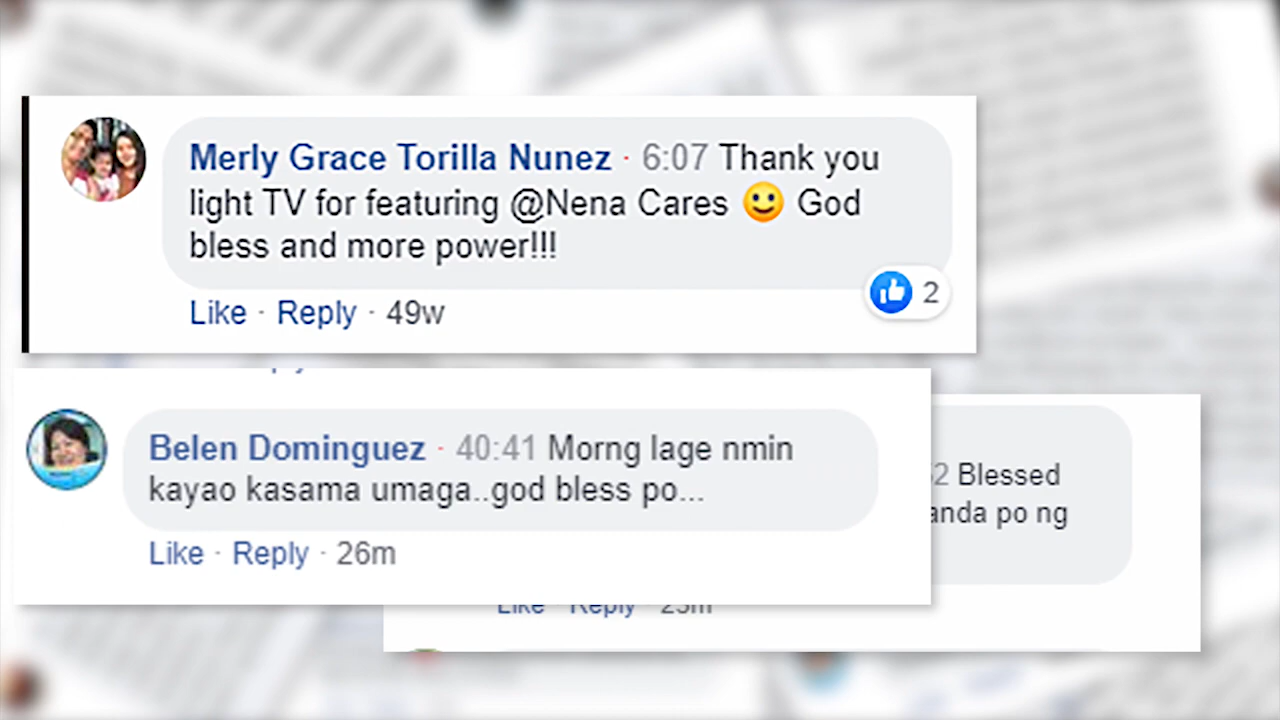 Merly Grace Torilla Nunez · 6:07 Thank you
light TV for featuring @Nena Cares 🙂 God
bless and more power!!!
2
Like · Reply · 49w
Belen Dominguez · 40:41 Morng lage nmin
kayao kasama umaga..god bless po...
Like · Reply · 26m
2 Blessed
anda po ng
Like Reply 25m